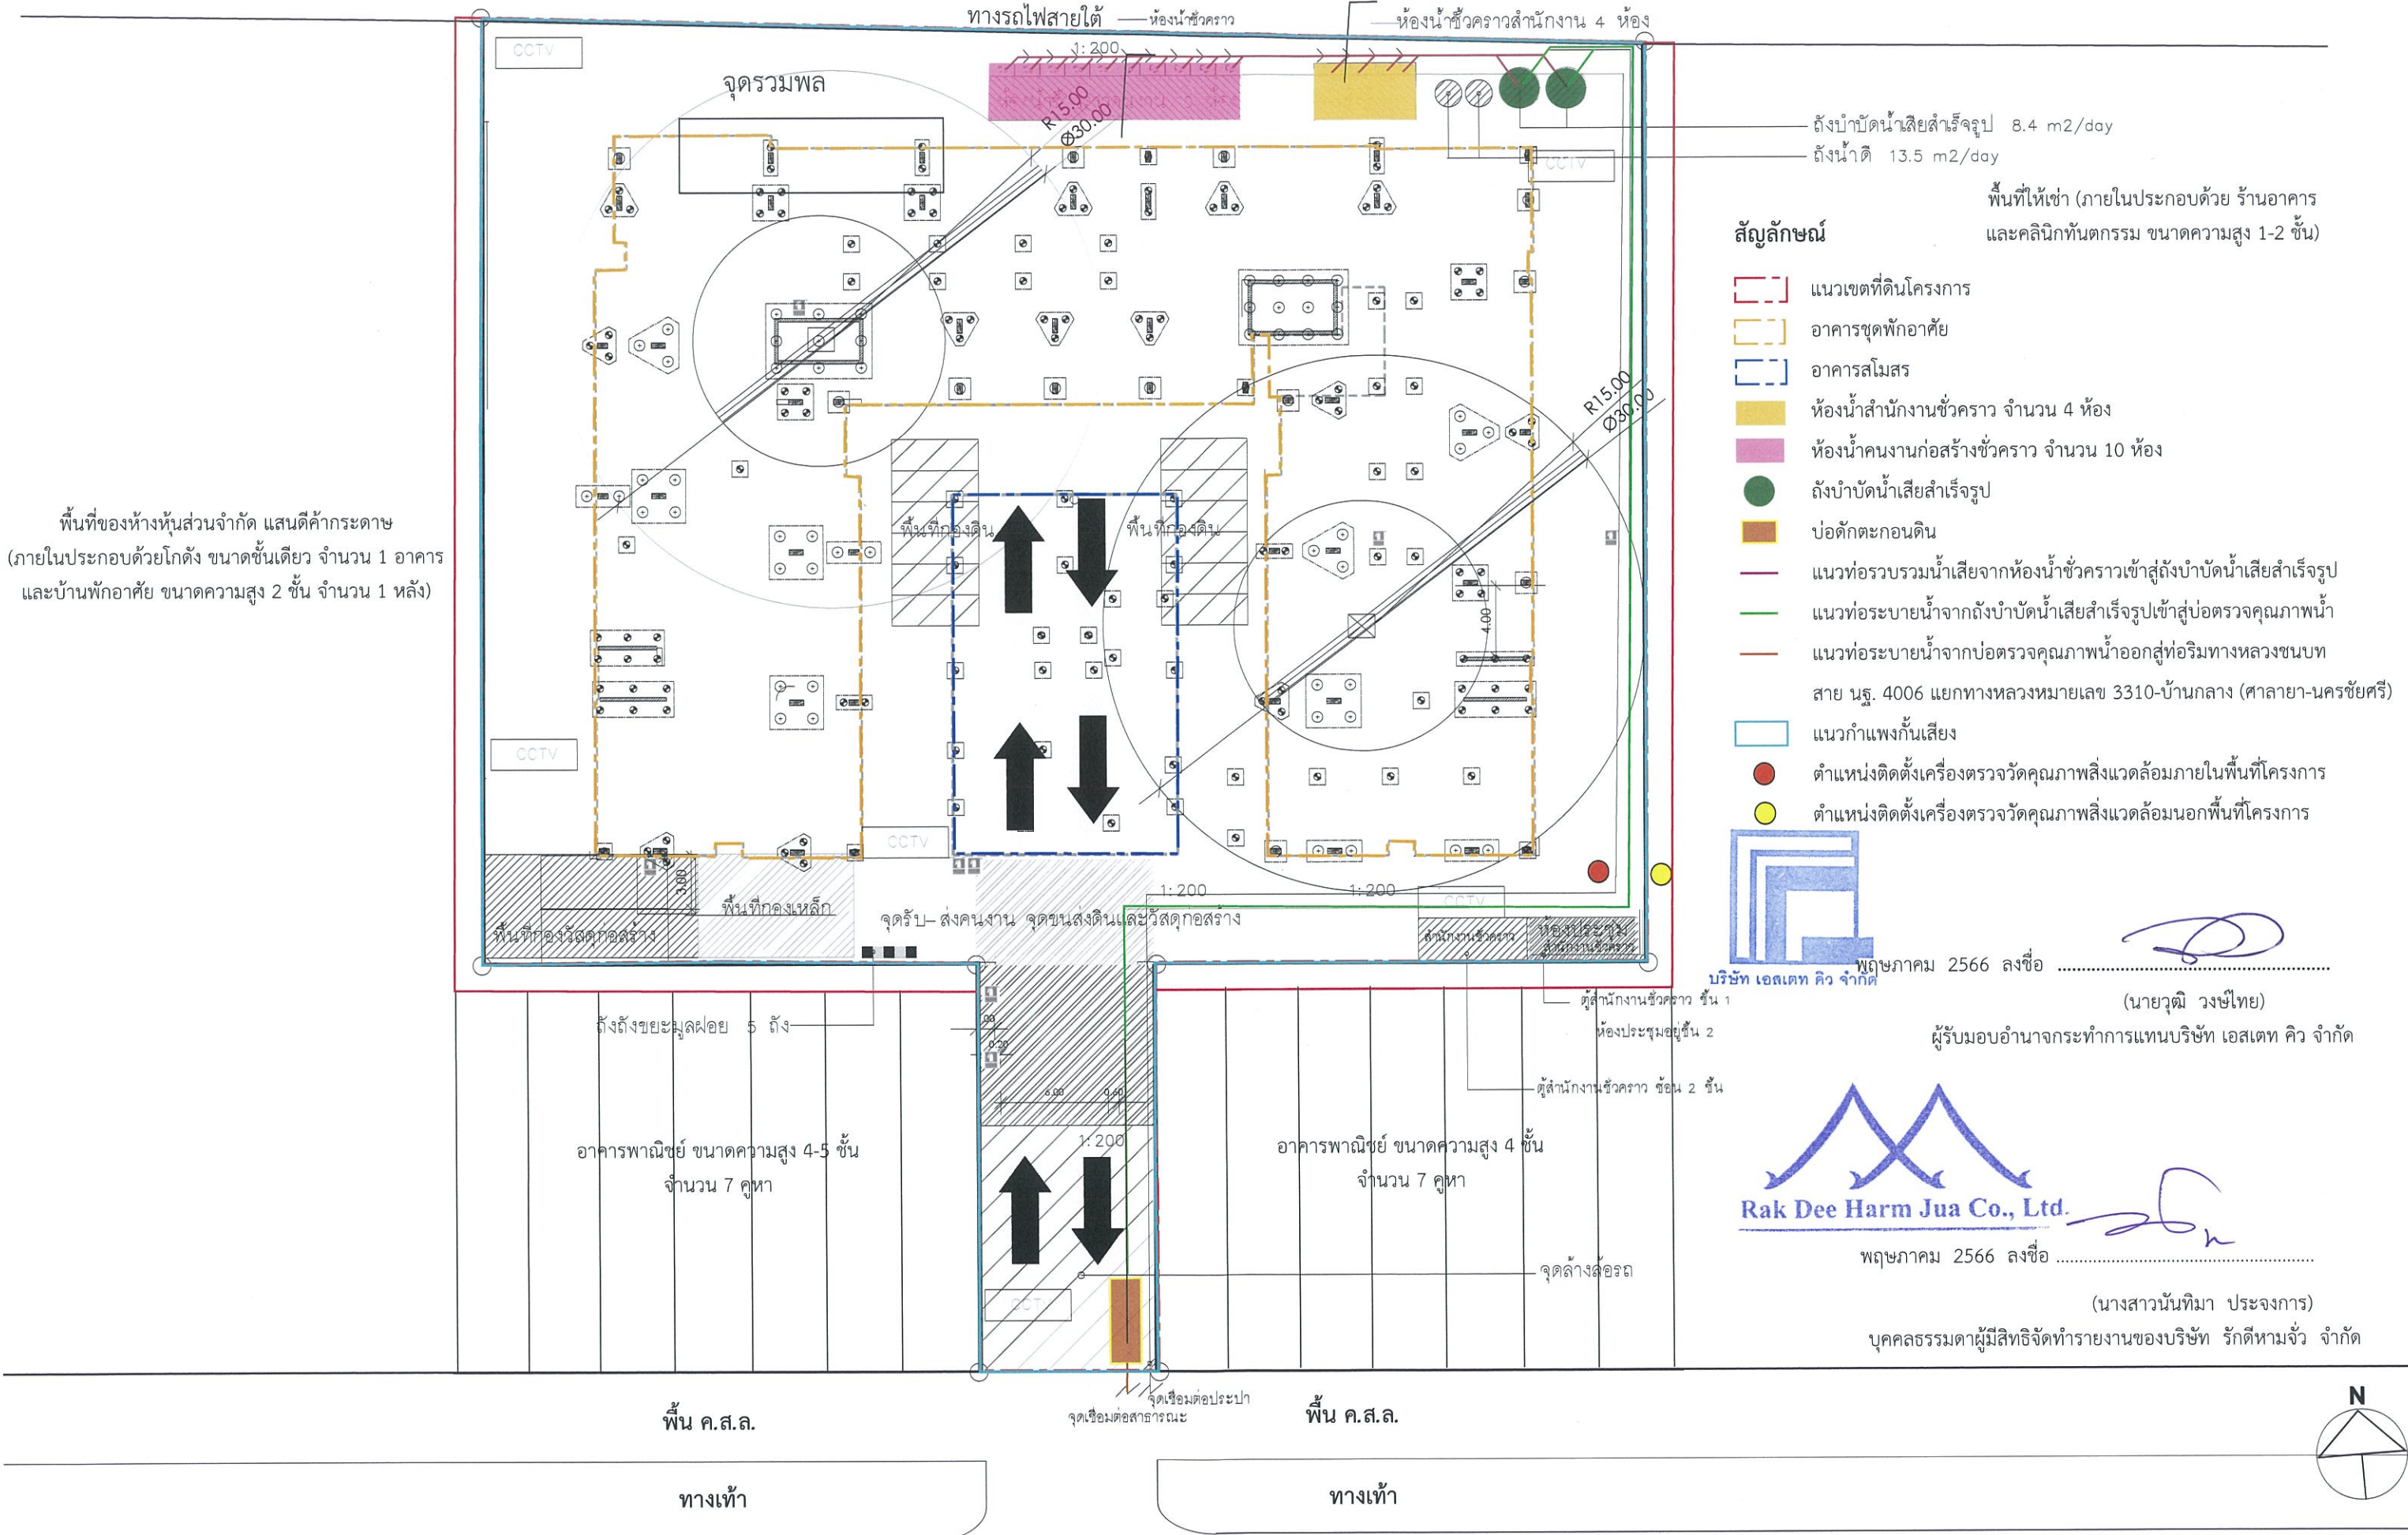 ทางรถไฟสายใต้
ห้องน้ำชั่วคราว
ห้องน้ำชั่วคราวสำนักงาน 4 ห้อง
CCTV
1:200
จุดรวมพล
R15.00
Ø30.00
ถังบำบัดน้ำเสียสำเร็จรูป 8.4 m2/day
ถังน้ำดี 13.5 m2/day
CCTV
พื้นที่ให้เช่า (ภายในประกอบด้วย ร้านอาคาร
และคลินิกทันตกรรม ขนาดความสูง 1-2 ชั้น)
สัญลักษณ์
แนวเขตที่ดินโครงการ
อาคารชุดพักอาศัย
อาคารสโมสร
ห้องน้ำสำนักงานชั่วคราว จำนวน 4 ห้อง
ห้องน้ำคนงานก่อสร้างชั่วคราว จำนวน 10 ห้อง
ถังบำบัดน้ำเสียสำเร็จรูป
บ่อดักตะกอนดิน
แนวท่อรวบรวมน้ำเสียจากห้องน้ำชั่วคราวเข้าสู่ถังบำบัดน้ำเสียสำเร็จรูป
แนวท่อระบายน้ำจากถังบำบัดน้ำเสียสำเร็จรูปเข้าสู่บ่อตรวจคุณภาพน้ำ
แนวท่อระบายน้ำจากบ่อตรวจคุณภาพน้ำออกสู่ท่อริมทางหลวงชนบท
สาย นฐ. 4006 แยกทางหลวงหมายเลข 3310-บ้านกลาง (ศาลายา-นครชัยศรี)
แนวกำแพงกั้นเสียง
ตำแหน่งติดตั้งเครื่องตรวจวัดคุณภาพสิ่งแวดล้อมภายในพื้นที่โครงการ
ตำแหน่งติดตั้งเครื่องตรวจวัดคุณภาพสิ่งแวดล้อมนอกพื้นที่โครงการ
R15.00
Ø30.00
พื้นที่ของห้างหุ้นส่วนจำกัด แสนดีค้ากระดาษ
(ภายในประกอบด้วยโกดัง ขนาดชั้นเดียว จำนวน 1 อาคาร
และบ้านพักอาศัย ขนาดความสูง 2 ชั้น จำนวน 1 หลัง)
พื้นที่กองดิน
พื้นที่กองดิน
4.00
CCTV
CCTV
3.00
1:200
1:200
CCTV
พื้นที่กองเหล็ก
จุดรับ-ส่งคนงาน จุดขนส่งดินและวัสดุกอสร้าง
พื้นที่กองวัสดุกอสร้าง
สำนักงานชั่วคราว
ห้องประชุม
สำนักงานชั่วคราว
บริษัท เอสเตท คิว จำกัด
พฤษภาคม 2566 ลงชื่อ
(นายวุฒิ วงษ์ไทย)
ผู้รับมอบอำนาจกระทำการแทนบริษัท เอสเตท คิว จำกัด
ตู้สำนักงานชั่วคราว ชั้น 1
ห้องประชุมอยู่ชั้น 2
ถังถังขยะมูลฝอย 5 ถัง
0.20
ตู้สำนักงานชั่วคราว ซ้อน 2 ชั้น
6.00
0.60
1:200
อาคารพาณิชย์ ขนาดความสูง 4-5 ชั้น
จำนวน 7 คูหา
อาคารพาณิชย์ ขนาดความสูง 4 ชั้น
จำนวน 7 คูหา
Rak Dee Harm Jua Co., Ltd.
พฤษภาคม 2566 ลงชื่อ
(นางสาวนันทิมา ประจงการ)
บุคคลธรรมดาผู้มีสิทธิจัดทำรายงานของบริษัท รักดีหามจั่ว จำกัด
จุดล้างล้อรถ
จุดเชื่อมต่อประปา
จุดเชื่อมต่อสาธารณะ
พื้น ค.ส.ล.
พื้น ค.ส.ล.
N
ทางเท้า
ทางเท้า